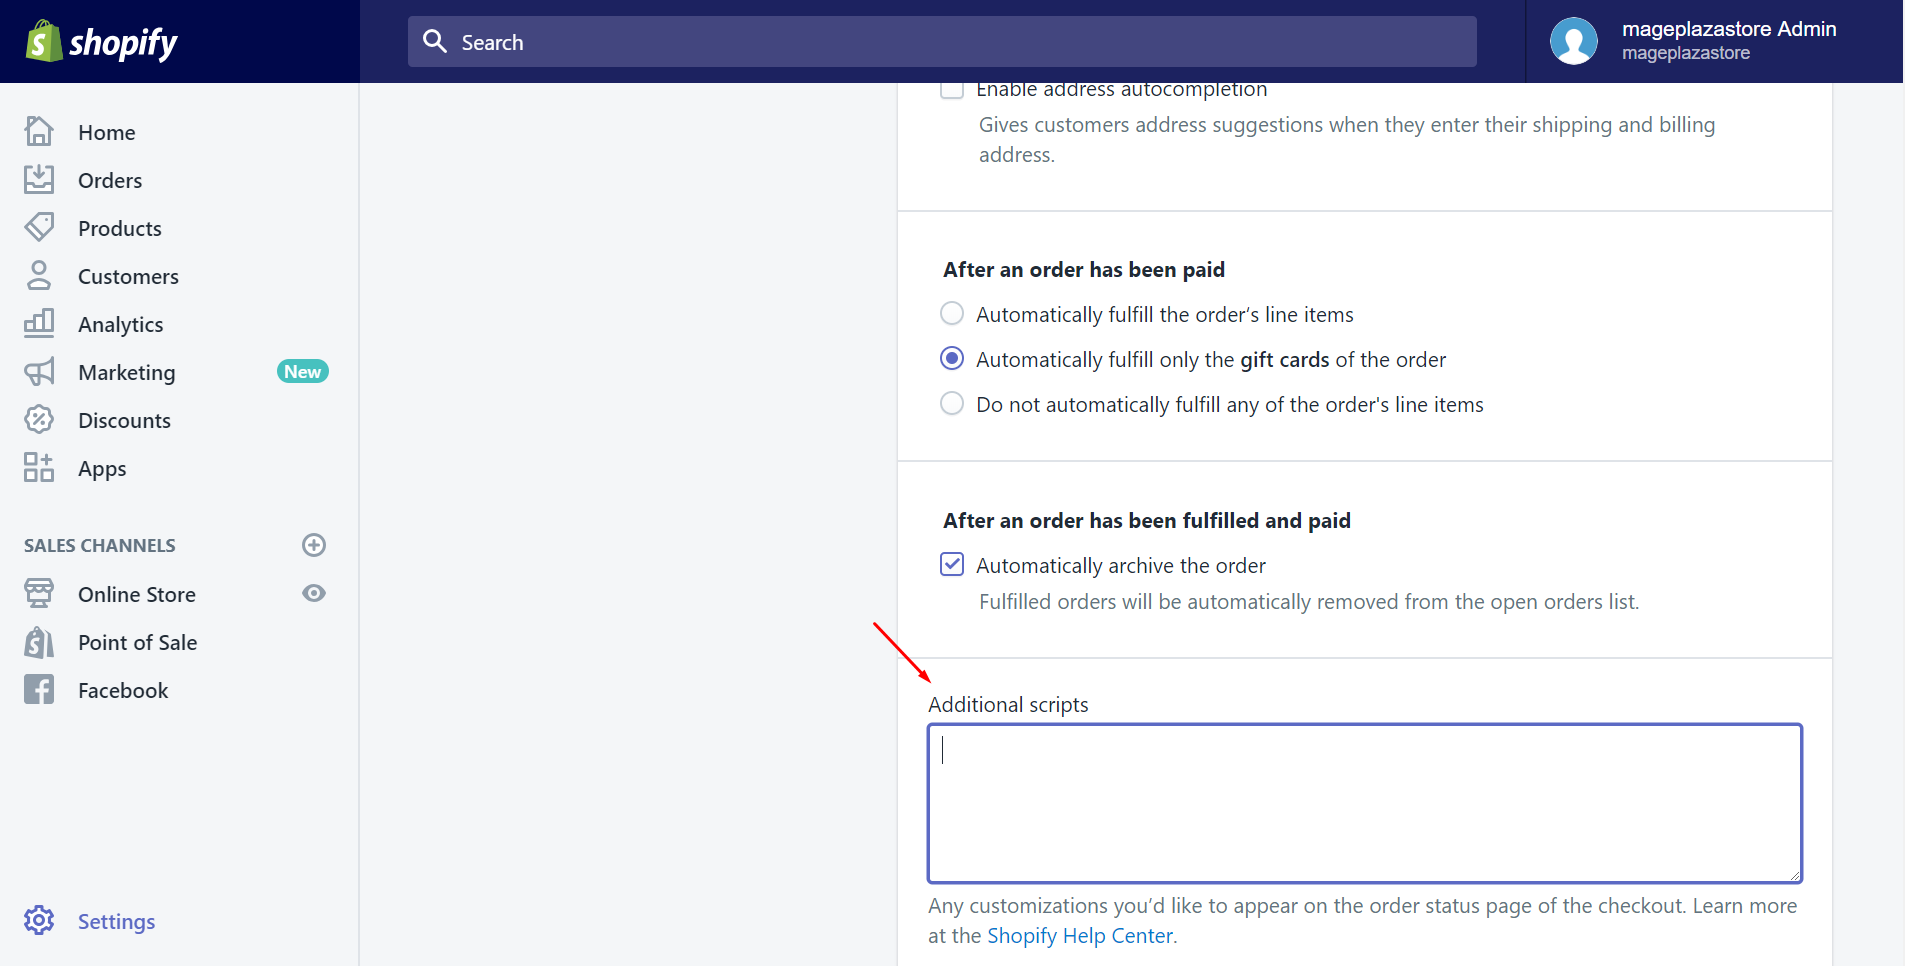 shopify
Search
mageplazastore Admin
mageplazastore
Home
Orders
Products
Customers
Analytics
Marketing
New
Discounts
Apps
SALES CHANNELS
Online Store
Point of Sale
Facebook
Settings
Enable address autocompletion
Gives customers address suggestions when they enter their shipping and billing
address.
After an order has been paid
Automatically fulfill the order's line items
Automatically fulfill only the gift cards of the order
Do not automatically fulfill any of the order's line items
After an order has been fulfilled and paid
Automatically archive the order
Fulfilled orders will be automatically removed from the open orders list.
Additional scripts
Any customizations you'd like to appear on the order status page of the checkout. Learn more
at the Shopify Help Center.